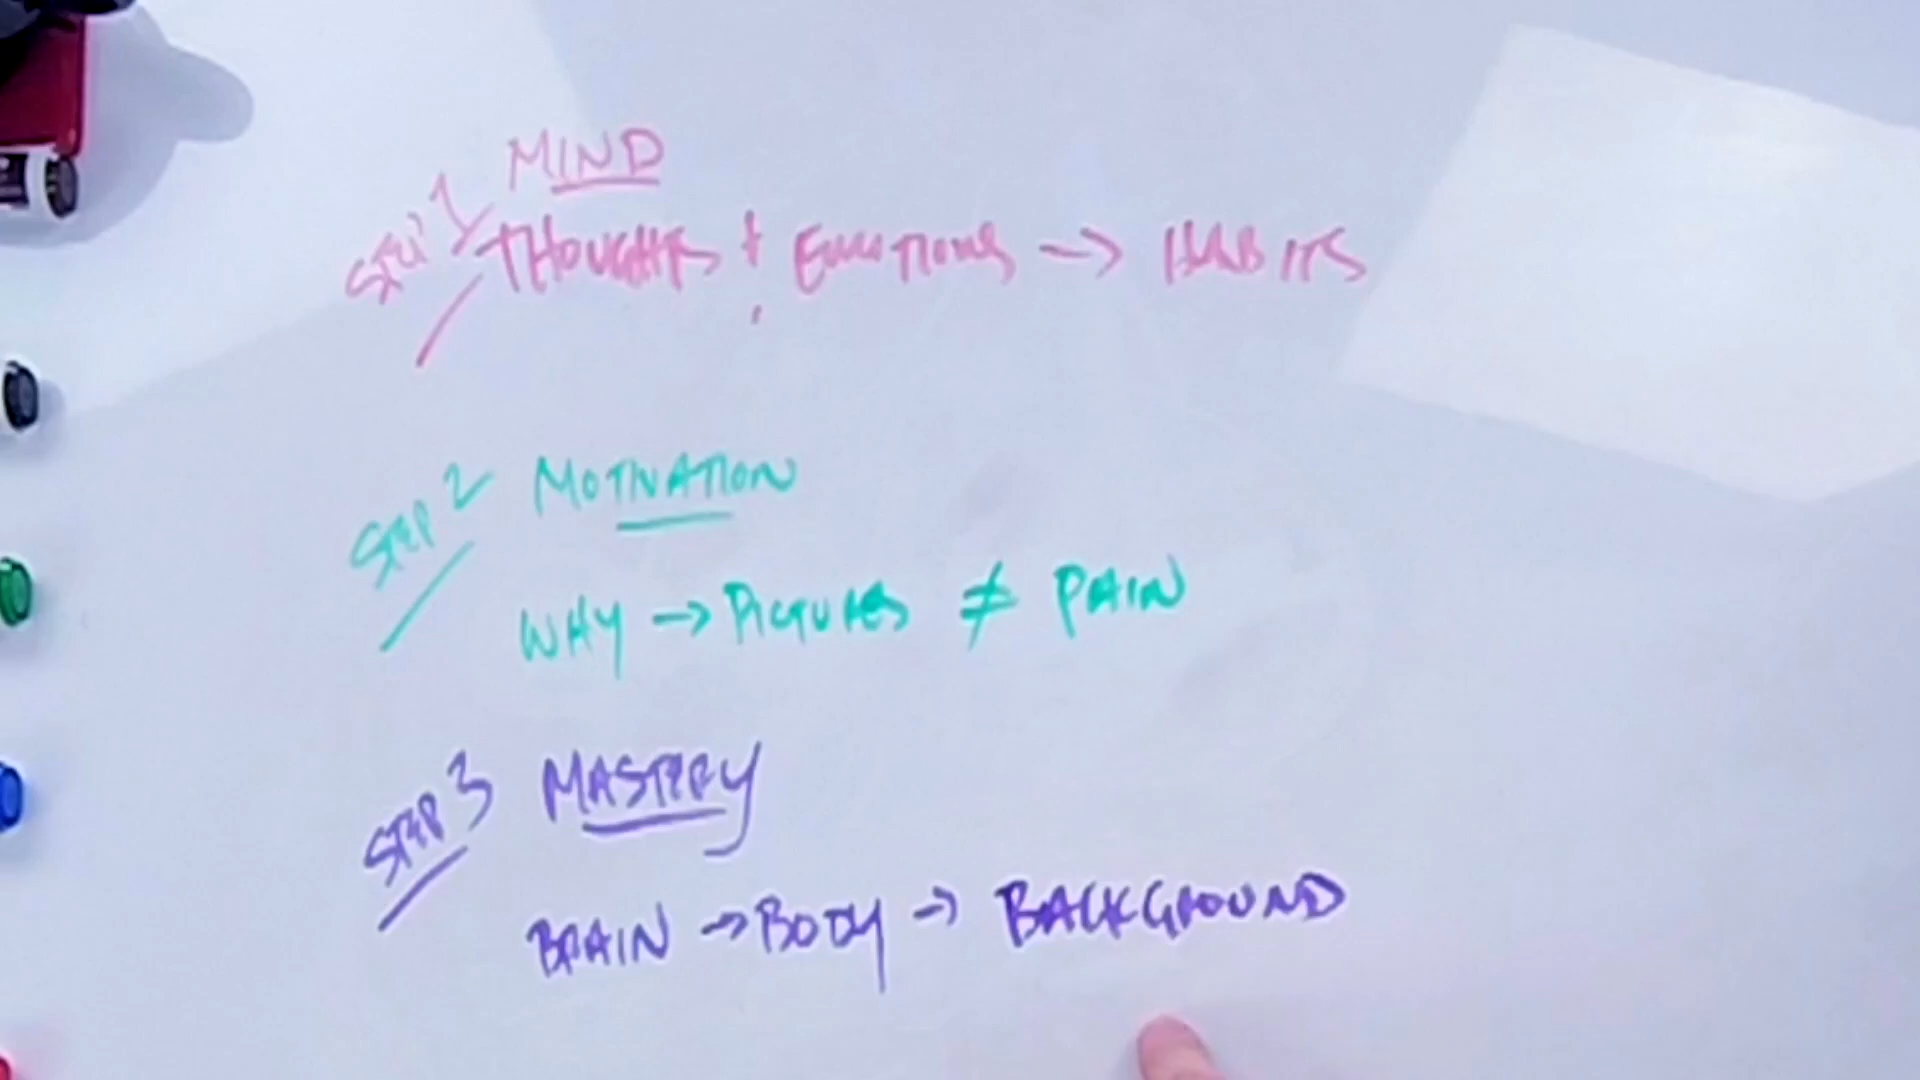 MIND
STEP 1 THOUGHTS + EMOTIONS → HABITS
STEP 2 MOTIVATION
WHY → PICTURES ≠ PAIN
STEP 3 MASTERY
BRAIN → BODY → BACKGROUND